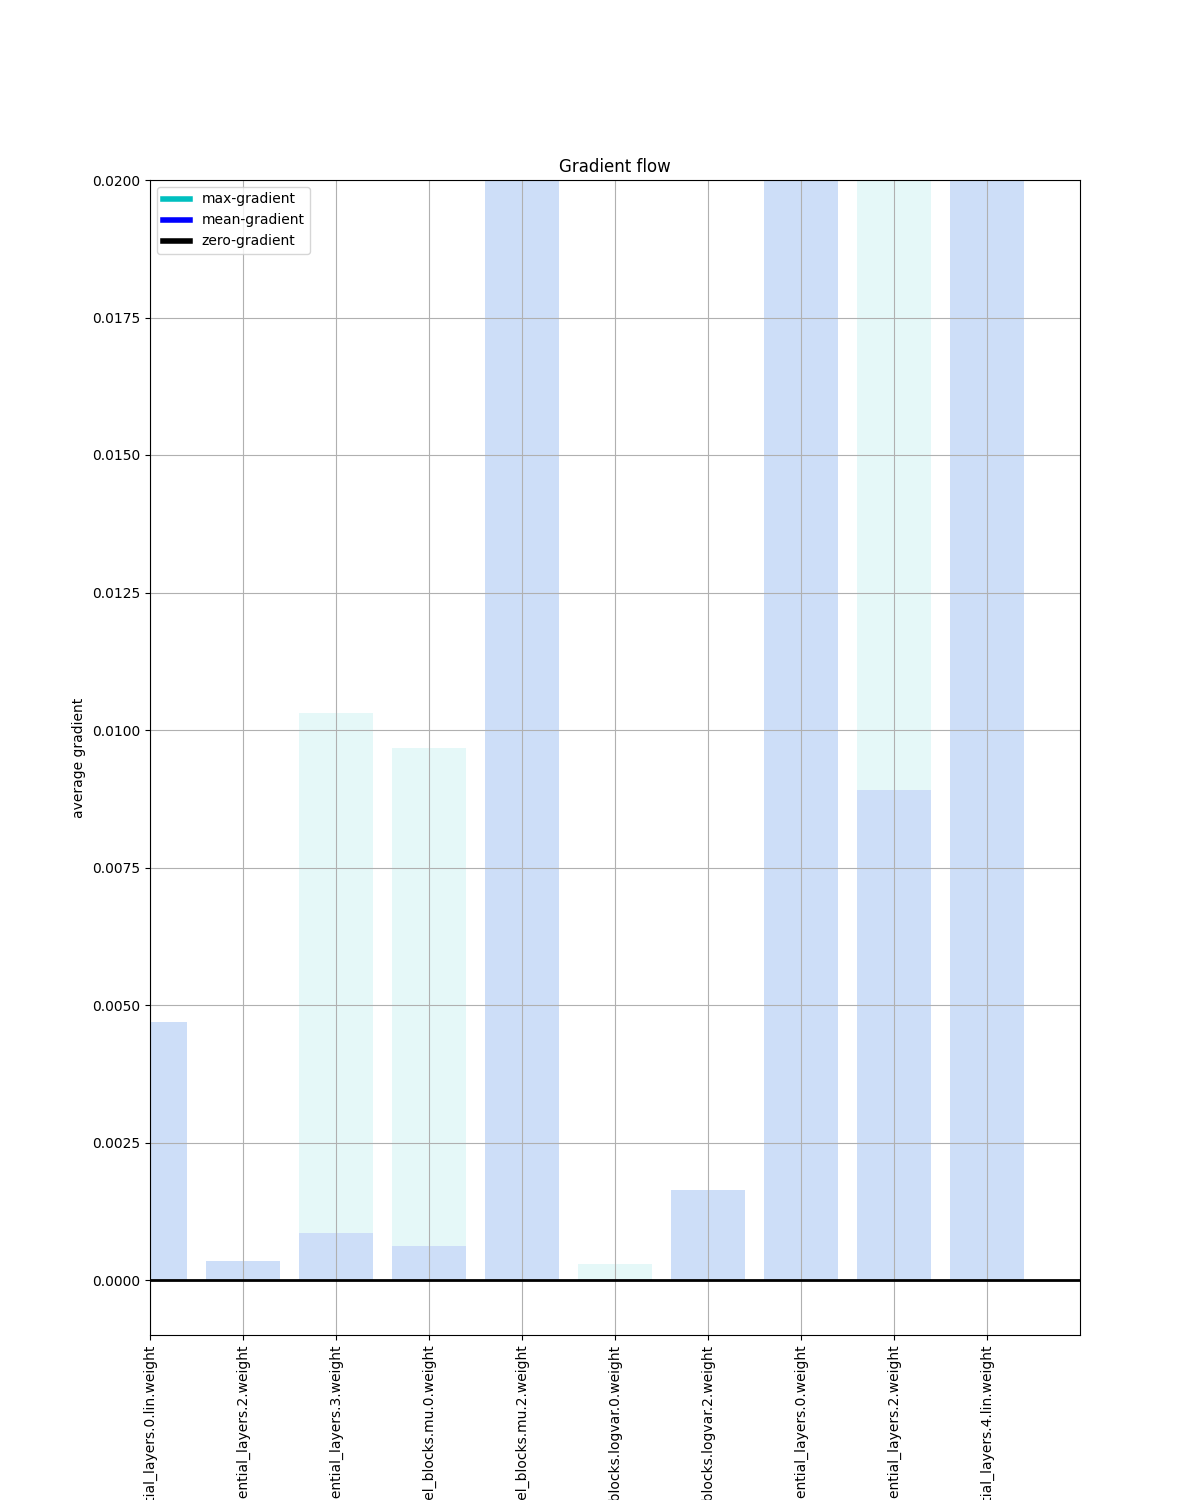 Gradient flow
max-gradient
mean-gradient
zero-gradient
0.0200
0.0175
0.0150
0.0125
0.0100
0.0075
0.0050
0.0025
0.0000
average gradient
tial_layers.0.lin.weight
ential_layers.2.weight
ential_layers.3.weight
el_blocks.mu.0.weight
el_blocks.mu.2.weight
blocks.logvar.0.weight
blocks.logvar.2.weight
ential_layers.0.weight
ential_layers.2.weight
tial_layers.4.lin.weight